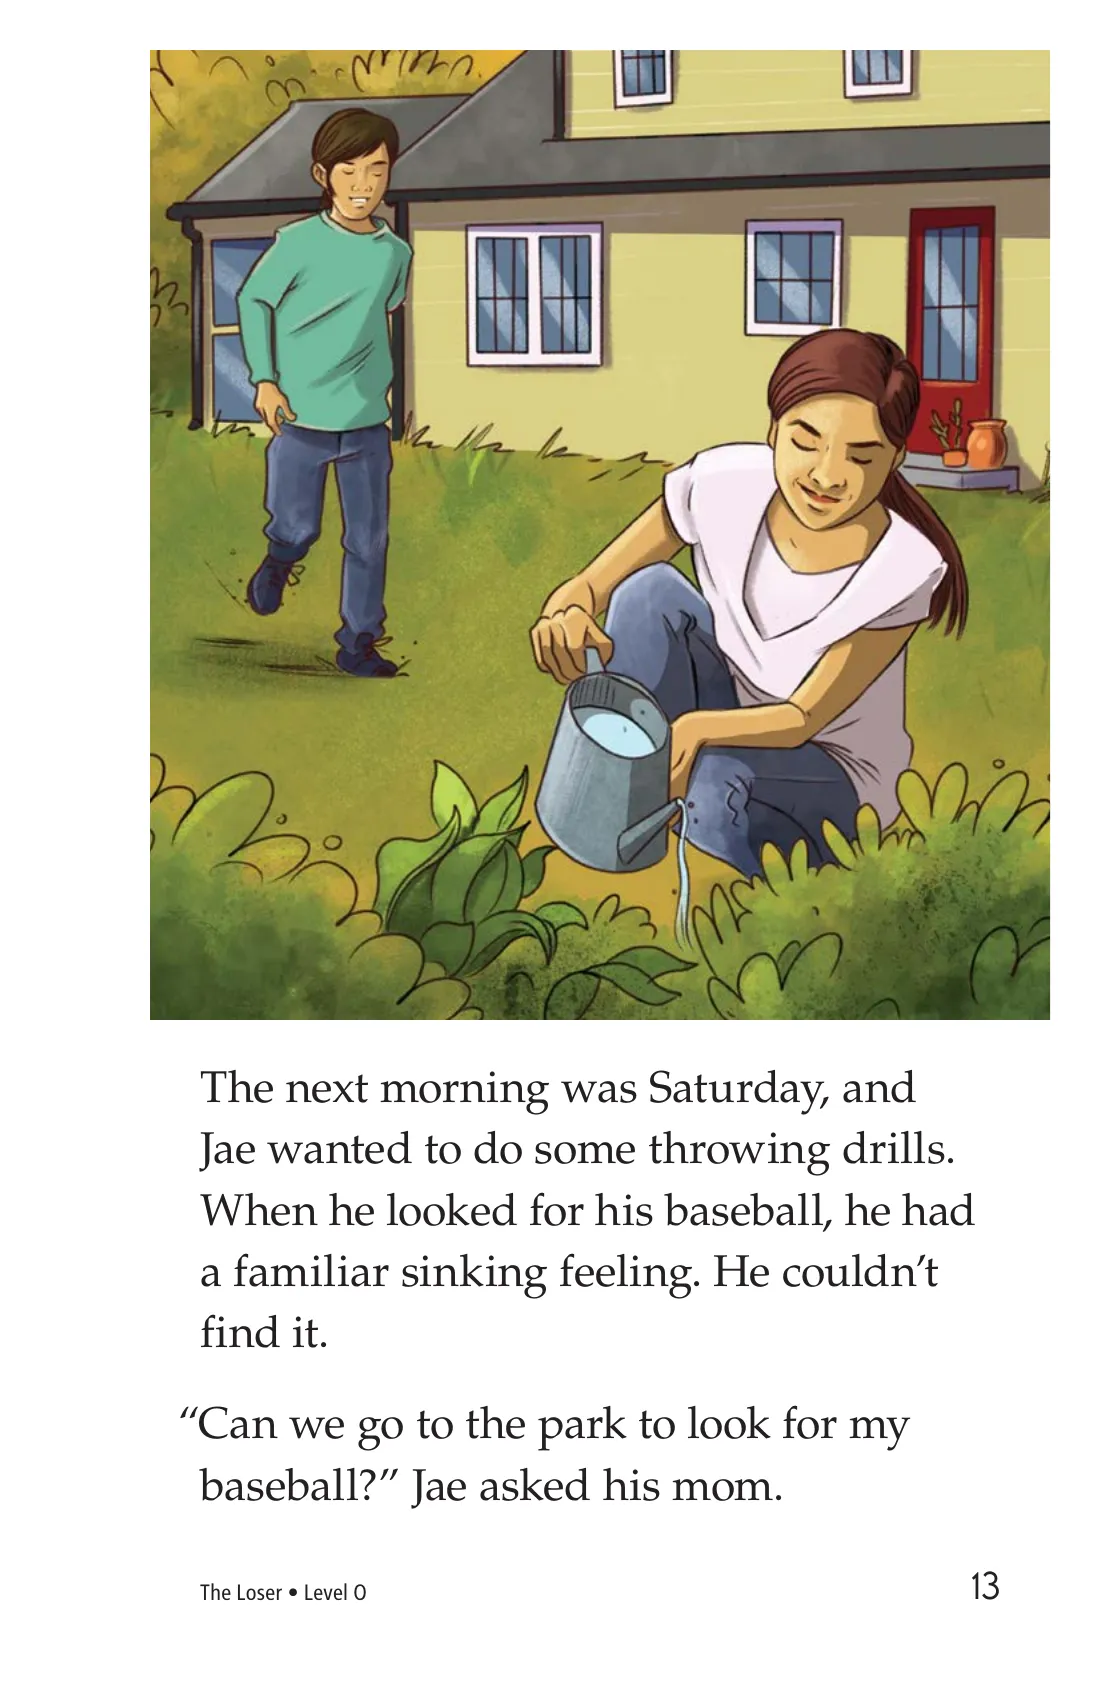 The next morning was Saturday, and
Jae wanted to do some throwing drills.
When he looked for his baseball, he had
a familiar sinking feeling. He couldn’t
find it.
“Can we go to the park to look for my
baseball?” Jae asked his mom.
The Loser • Level O
13